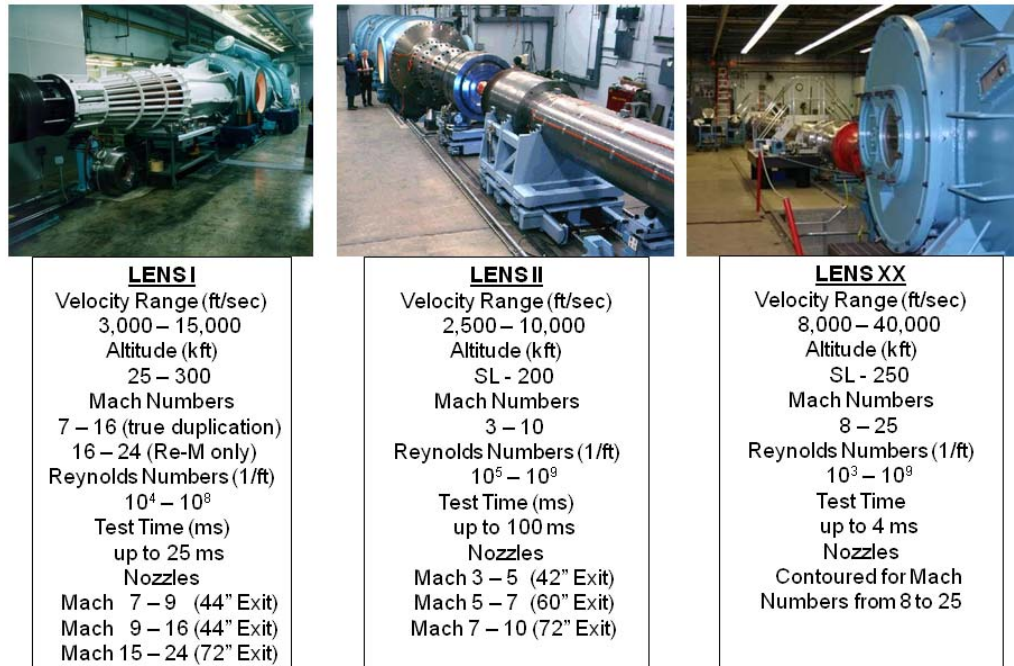 LENS I
Velocity Range (ft/sec)
3,000 – 15,000
Altitude (kft)
25 – 300
Mach Numbers
7 – 16 (true duplication)
16 – 24 (Re-M only)
Reynolds Numbers (1/ft)
10⁴ – 10⁸
Test Time (ms)
up to 25 ms
Nozzles
Mach 7 – 9 (44” Exit)
Mach 9 – 16 (44” Exit)
Mach 15 – 24 (72” Exit)
LENS II
Velocity Range (ft/sec)
2,500 – 10,000
Altitude (kft)
SL - 200
Mach Numbers
3 – 10
Reynolds Numbers (1/ft)
10⁵ – 10⁹
Test Time (ms)
up to 100 ms
Nozzles
Mach 3 – 5 (42” Exit)
Mach 5 – 7 (60” Exit)
Mach 7 – 10 (72” Exit)
LENS XX
Velocity Range (ft/sec)
8,000 – 40,000
Altitude (kft)
SL - 250
Mach Numbers
8 – 25
Reynolds Numbers (1/ft)
10³ – 10⁹
Test Time
up to 4 ms
Nozzles
Contoured for Mach
Numbers from 8 to 25